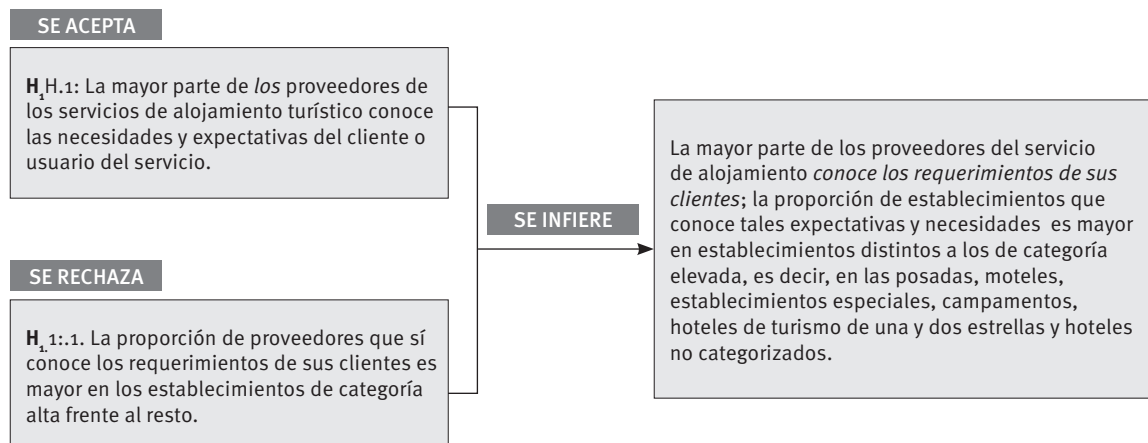 SE ACEPTA
H1H.1: La mayor parte de los proveedores de
los servicios de alojamiento turístico conoce
las necesidades y expectativas del cliente o
usuario del servicio.
SE RECHAZA
H1.1:.1. La proporción de proveedores que sí
conoce los requerimientos de sus clientes es
mayor en los establecimientos de categoría
alta frente al resto.
SE INFIERE
La mayor parte de los proveedores del servicio
de alojamiento conoce los requerimientos de sus
clientes; la proporción de establecimientos que
conoce tales expectativas y necesidades es mayor
en establecimientos distintos a los de categoría
elevada, es decir, en las posadas, moteles,
establecimientos especiales, campamentos,
hoteles de turismo de una y dos estrellas y hoteles
no categorizados.